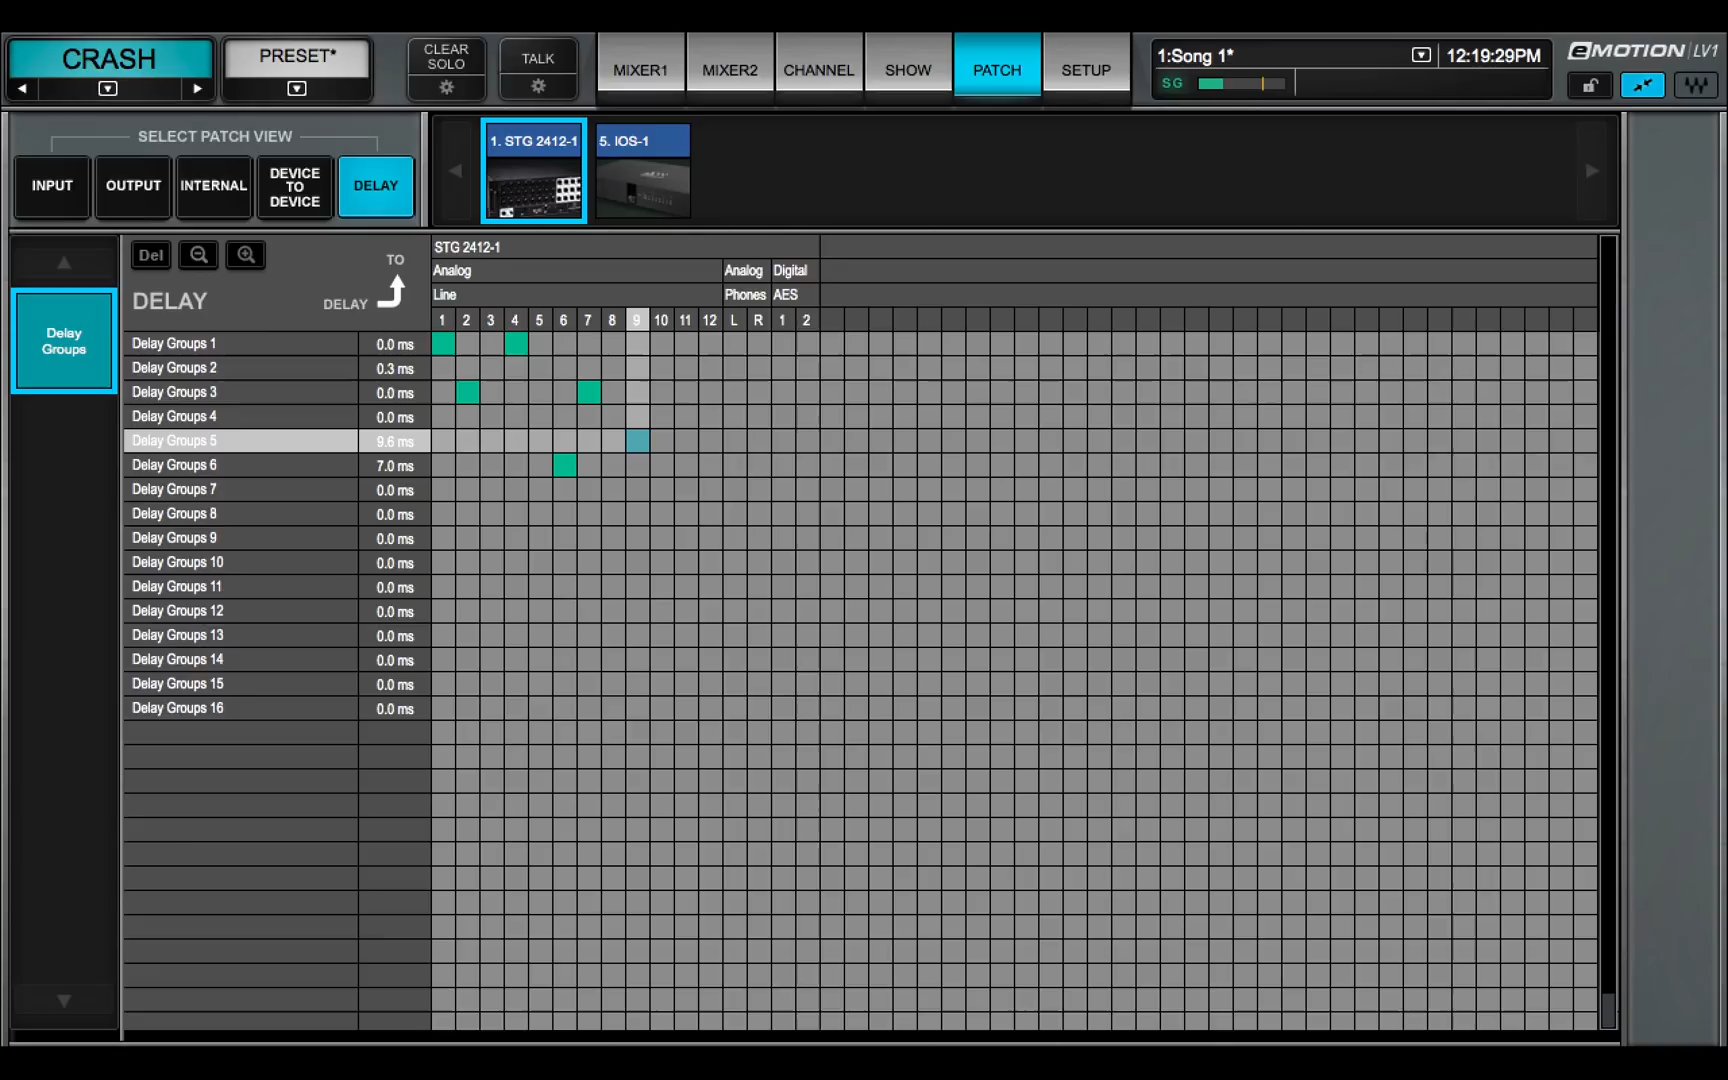 CRASH
PRESET*
CLEAR
SOLO
TALK
MIXER1
MIXER2
CHANNEL
SHOW
PATCH
SETUP
1:Song 1*
12:19:29PM
SG
eMOTION LV1
SELECT PATCH VIEW
INPUT
OUTPUT
INTERNAL
DEVICE
TO
DEVICE
DELAY
1. STG 2412-1
5. IOS-1
Delay
Groups
Del
TO
DELAY
DELAY
STG 2412-1
Analog
Analog
Digital
Line
Phones
AES
1 2 3 4 5 6 7 8 9 10 11 12 L R 1 2
Delay Groups 1 0.0 ms
Delay Groups 2 0.3 ms
Delay Groups 3 0.0 ms
Delay Groups 4 0.0 ms
Delay Groups 5 9.6 ms
Delay Groups 6 7.0 ms
Delay Groups 7 0.0 ms
Delay Groups 8 0.0 ms
Delay Groups 9 0.0 ms
Delay Groups 10 0.0 ms
Delay Groups 11 0.0 ms
Delay Groups 12 0.0 ms
Delay Groups 13 0.0 ms
Delay Groups 14 0.0 ms
Delay Groups 15 0.0 ms
Delay Groups 16 0.0 ms